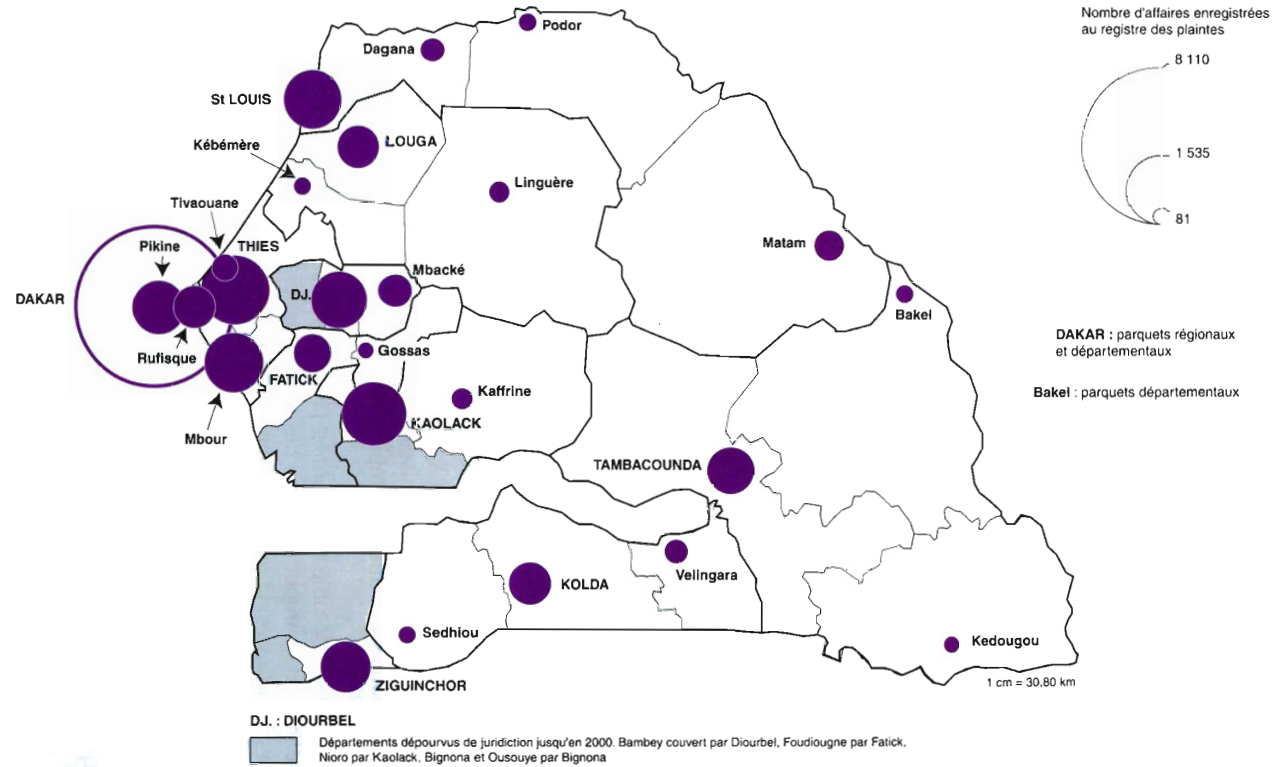 Nombre d'affaires enregistrées
au registre des plaintes
8 110
1 535
81
Podor
Dagana
St LOUIS
LOUGA
Kébémère
Linguère
Tivaouane
Pikine
THIES
Matam
Mbacké
DAKAR
DJ.
Bakel
Rufisque
Gossas
FATICK
Kaffrine
KAOLACK
Mbour
DAKAR : parquets régionaux
et départementaux
Bakel : parquets départementaux
TAMBACOUNDA
Velingara
KOLDA
Sedhiou
Kedougou
ZIGUINCHOR
1 cm = 30,80 km
DJ. : DIOURBEL
Départements dépourvus de juridiction jusqu'en 2000. Bambey couvert par Diourbel, Foudiougne par Fatick,
Nioro par Kaolack, Bignona et Ousouye par Bignona